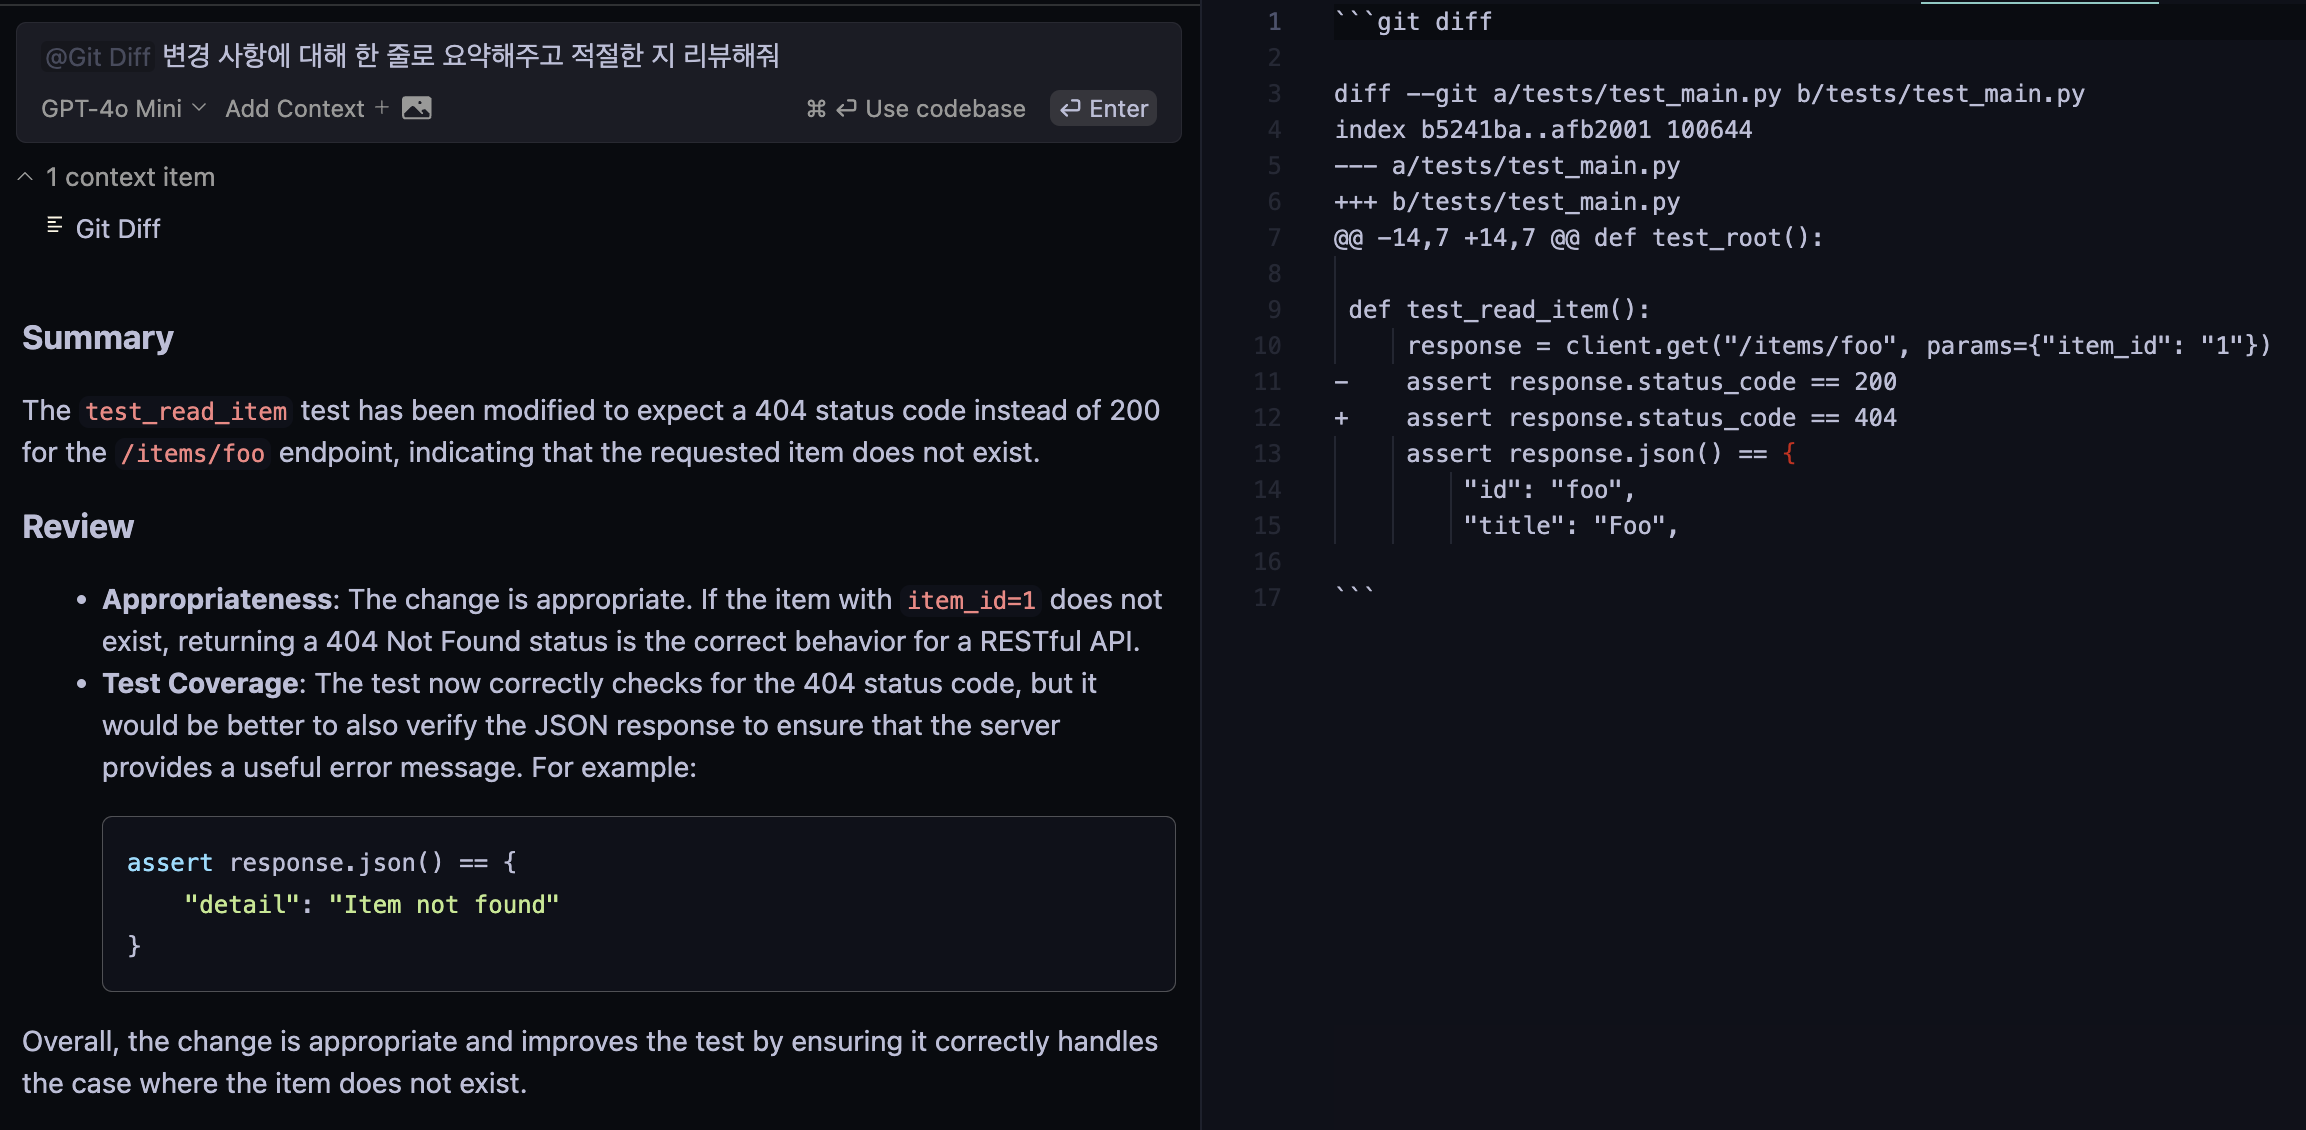 @Git Diff 변경 사항에 대해 한 줄로 요약해주고 적절한 지 리뷰해줘
GPT-4o Mini Add Context + ⌘ ⏎ Use codebase ⏎ Enter
1 context item
Git Diff
Summary
The test_read_item test has been modified to expect a 404 status code instead of 200
for the /items/foo endpoint, indicating that the requested item does not exist.
Review
• Appropriateness: The change is appropriate. If the item with item_id=1 does not
exist, returning a 404 Not Found status is the correct behavior for a RESTful API.
• Test Coverage: The test now correctly checks for the 404 status code, but it
would be better to also verify the JSON response to ensure that the server
provides a useful error message. For example:
assert response.json() == {
    "detail": "Item not found"
}
Overall, the change is appropriate and improves the test by ensuring it correctly handles
the case where the item does not exist.
1 ```git diff
2
3 diff --git a/tests/test_main.py b/tests/test_main.py
4 index b5241ba..afb2001 100644
5 --- a/tests/test_main.py
6 +++ b/tests/test_main.py
7 @@ -14,7 +14,7 @@ def test_root():
8
9  def test_read_item():
10      response = client.get("/items/foo", params={"item_id": "1"})
11 -    assert response.status_code == 200
12 +    assert response.status_code == 404
13      assert response.json() == {
14          "id": "foo",
15          "title": "Foo",
16
17 ```